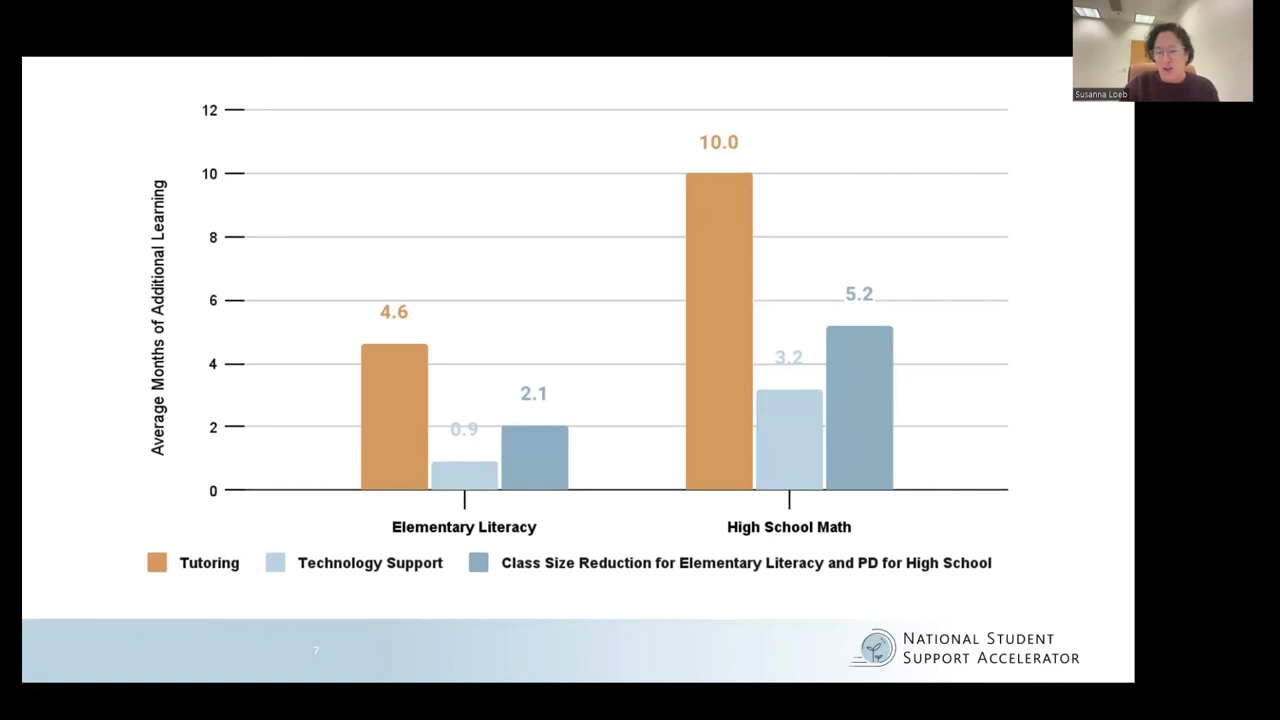 Susanna Loeb
Average Months of Additional Learning
12
10
8
6
4
2
0
10.0
5.2
4.6
3.2
2.1
0.9
Elementary Literacy
High School Math
Tutoring
Technology Support
Class Size Reduction for Elementary Literacy and PD for High School
7
NATIONAL STUDENT
SUPPORT ACCELERATOR